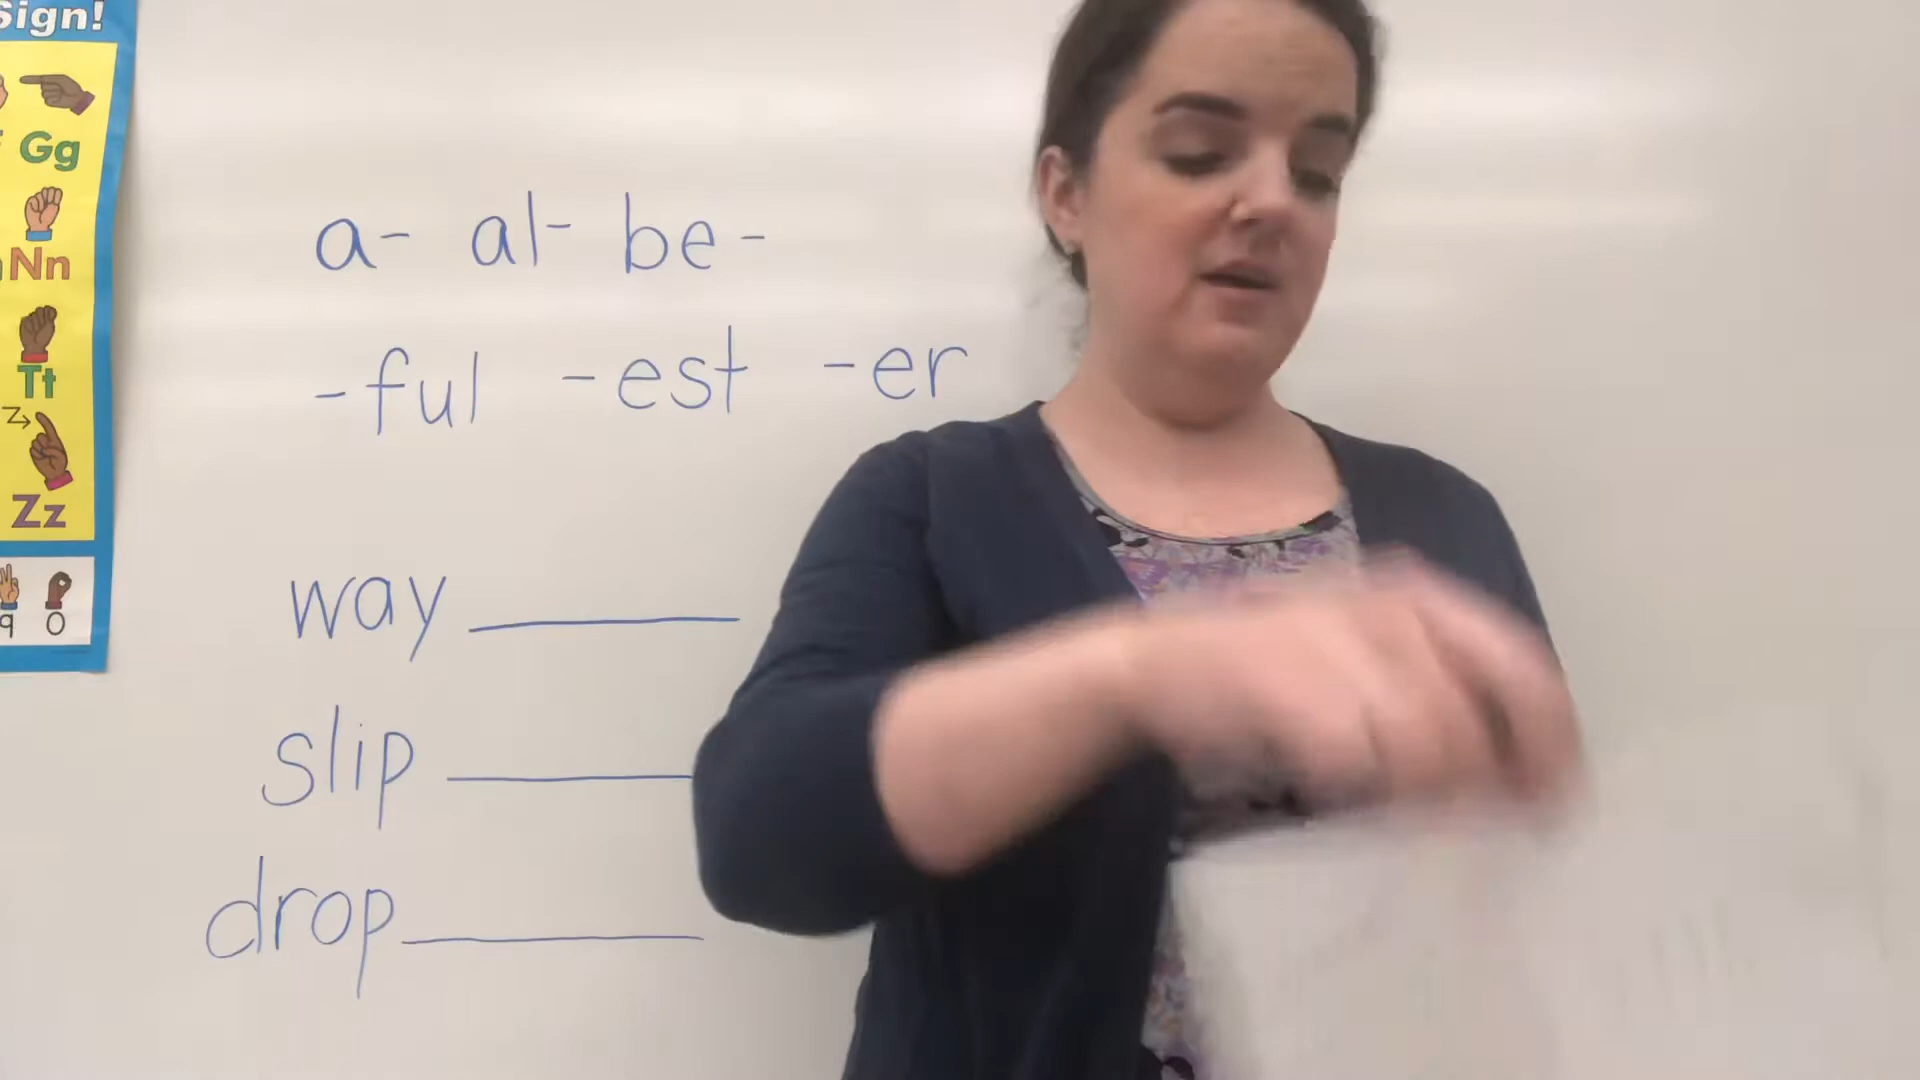 Sign!
Gg
Nn
Tt
Z
Zz
9 0
a- al- be-
-ful -est -er
way
slip
drop